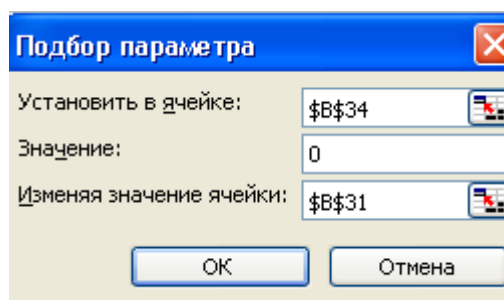 Подбор параметра
Установить в ячейке: $B$34
Значение: 0
Изменяя значение ячейки: $B$31
ОК Отмена